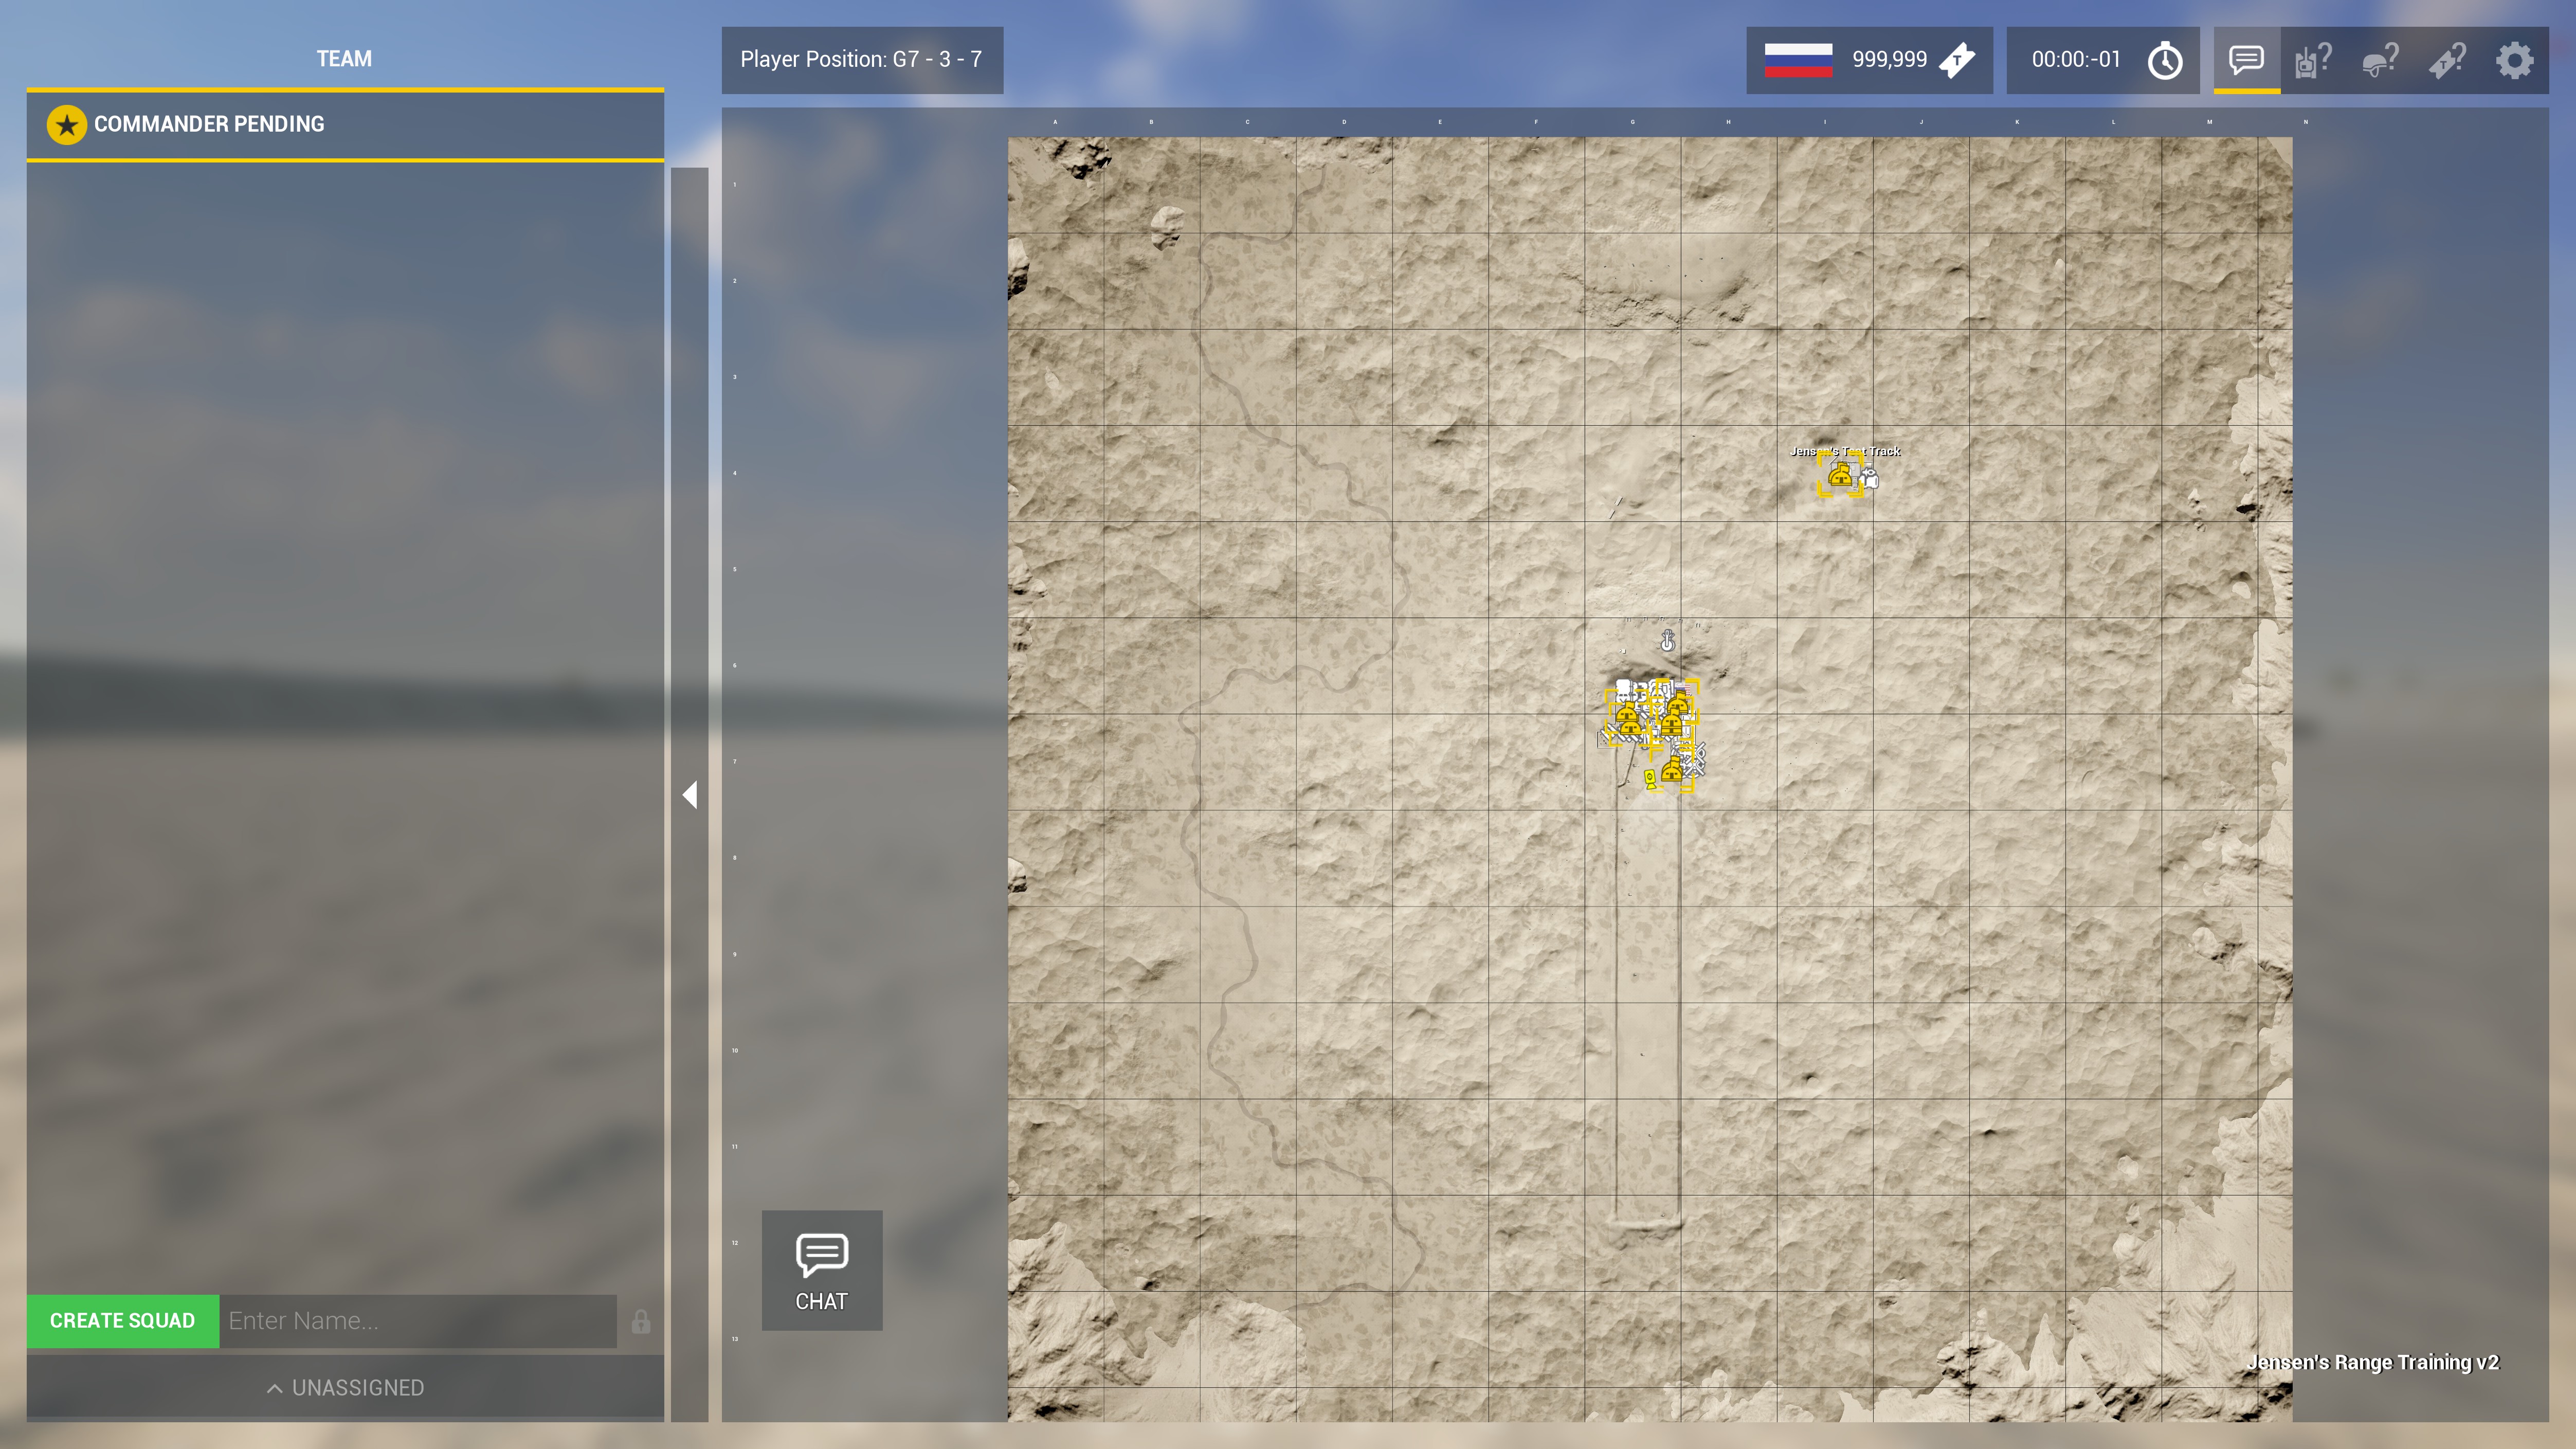 TEAM
Player Position: G7 - 3 - 7
999,999
00:00:-01
COMMANDER PENDING
A B C D E F G H I J K L M N
1
2
3
4
Jensen's Test Track
5
6
7
8
9
10
11
12
CHAT
CREATE SQUAD Enter Name...
13
Jensen's Range Training v2
UNASSIGNED